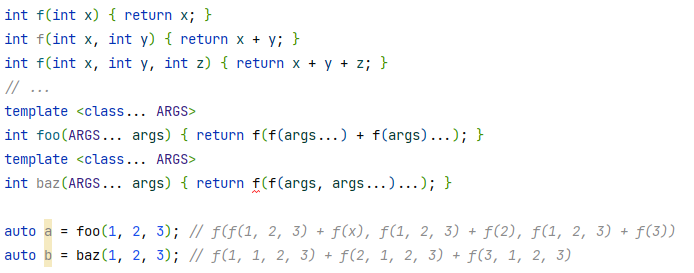 int f(int x) { return x; }
int f(int x, int y) { return x + y; }
int f(int x, int y, int z) { return x + y + z; }
// ...
template <class... ARGS>
int foo(ARGS... args) { return f(f(args...) + f(args)...); }
template <class... ARGS>
int baz(ARGS... args) { return f(f(args, args...)...); }

auto a = foo(1, 2, 3); // f(f(1, 2, 3) + f(x), f(1, 2, 3) + f(2), f(1, 2, 3) + f(3))
auto b = baz(1, 2, 3); // f(1, 1, 2, 3) + f(2, 1, 2, 3) + f(3, 1, 2, 3)